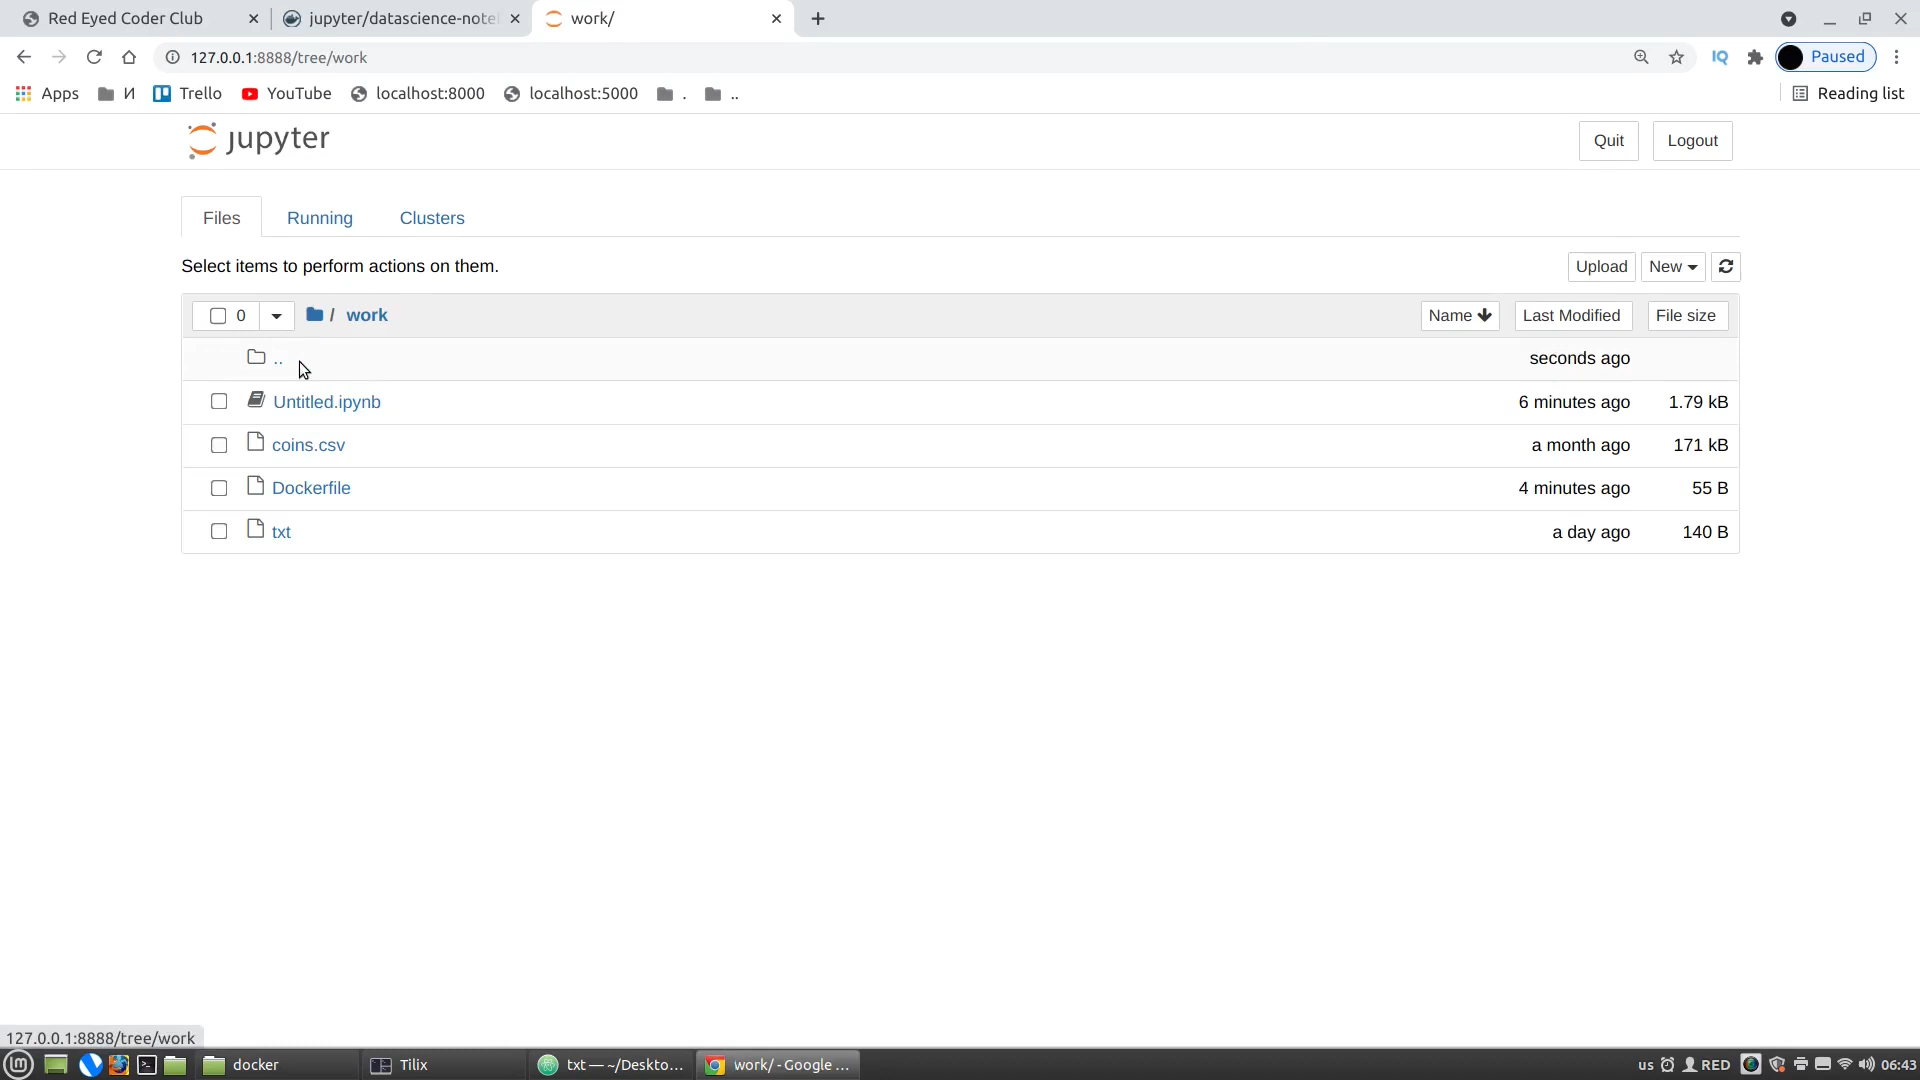 Red Eyed Coder Club
jupyter/datascience-note
work/
127.0.0.1:8888/tree/work
IQ
Paused
Apps
И
Trello
YouTube
localhost:8000
localhost:5000
.
..
Reading list
jupyter
Quit
Logout
Files
Running
Clusters
Select items to perform actions on them.
Upload
New
0
/ work
Name
Last Modified
File size
..
seconds ago
Untitled.ipynb
6 minutes ago
1.79 kB
coins.csv
a month ago
171 kB
Dockerfile
4 minutes ago
55 B
txt
a day ago
140 B
127.0.0.1:8888/tree/work
lm
docker
Tilix
txt — ~/Deskto...
work/ - Google ...
us
RED
06:43